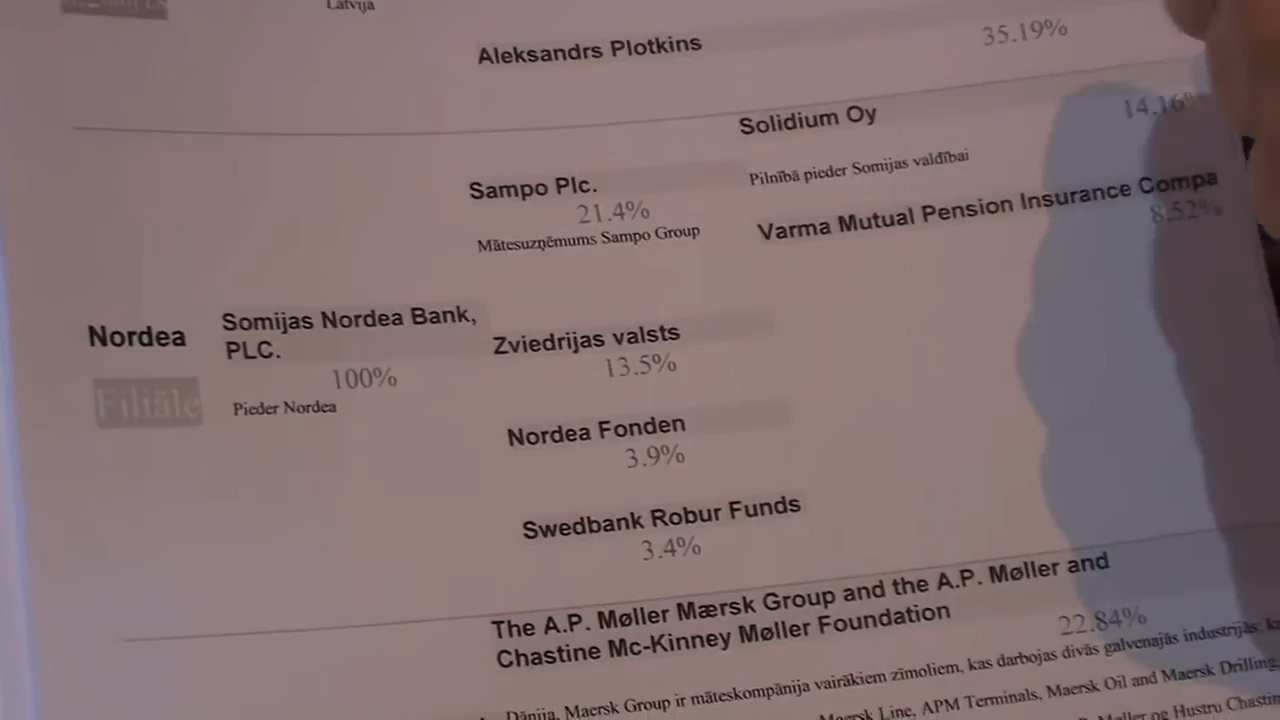 Latvija
Aleksandrs Plotkins
35.19%
Solidium Oy
14.16%
Pilnībā pieder Somijas valdībai
Sampo Plc.
21.4%
Mātesuzņēmums Sampo Group
Varma Mutual Pension Insurance Compa
8.52%
Nordea
Filiāle
Somijas Nordea Bank,
PLC.
100%
Pieder Nordea
Zviedrijas valsts
13.5%
Nordea Fonden
3.9%
Swedbank Robur Funds
3.4%
The A.P. Møller Mærsk Group and the A.P. Møller and
Chastine Mc-Kinney Møller Foundation
22.84%
Dānija, Maersk Group ir māteskompānija vairākiem zīmoliem, kas darbojas divās galvenajās industrijās:
Maersk Line, APM Terminals, Maersk Oil and Maersk Drilling
Møller og Hustru Chastin